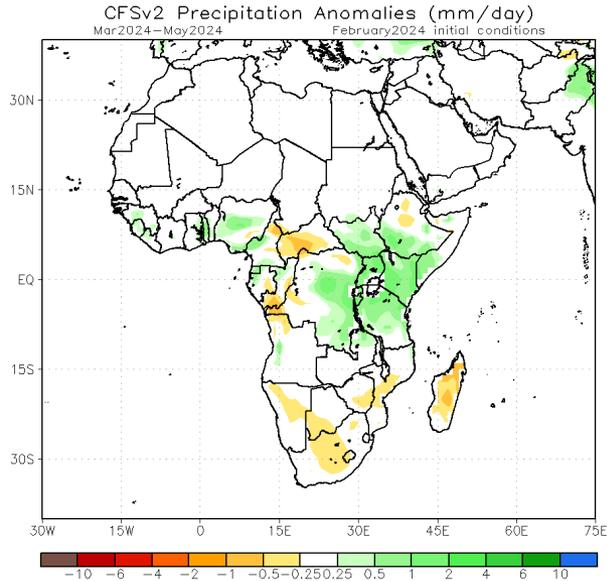 CFSv2 Precipitation Anomalies (mm/day)
Mar2024–May2024 February2024 initial conditions
30N
15N
EQ
15S
30N
30W 15W 0 15E 30E 45E 60E 75E
-10 -6 -4 -2 -1 -0.5 -0.25 0.25 0.5 1 2 4 6 10